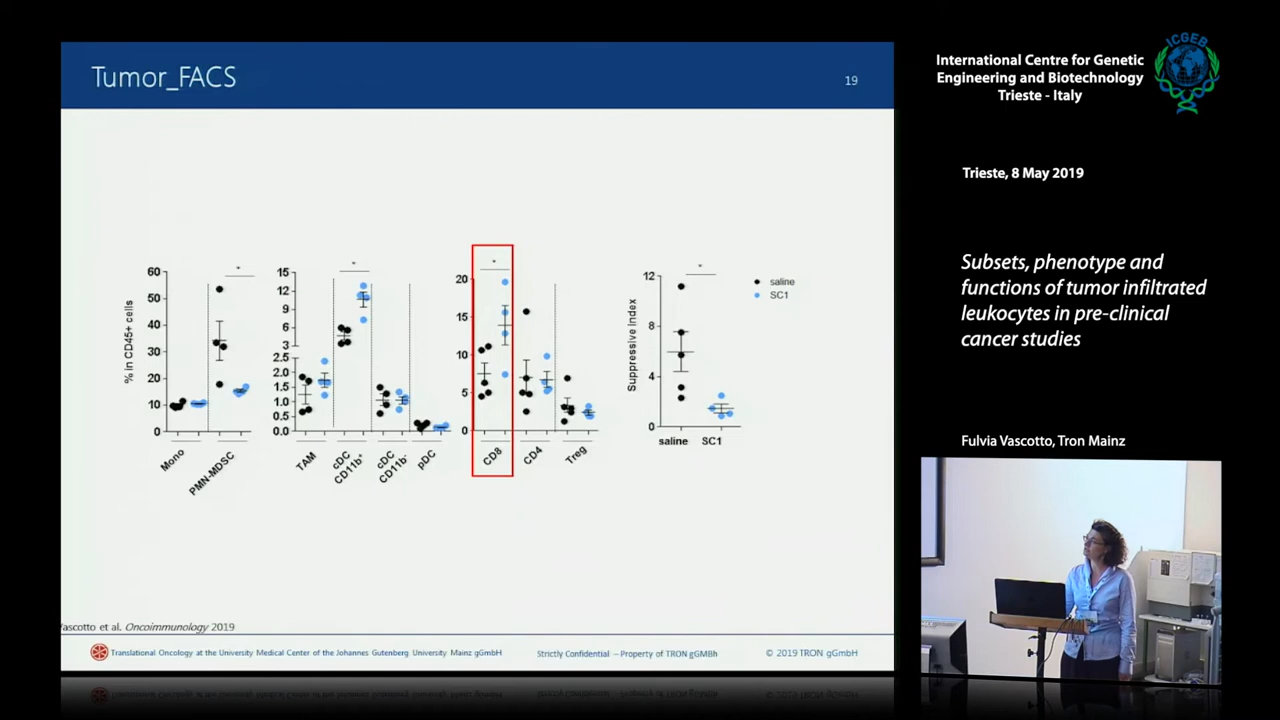 Tumor_FACS
19
60
50
40
30
20
10
0
% in CD45+ cells
*
Mono
PMN-MDSC
15
12
9
6
3
2.5
2.0
1.5
1.0
0.5
0.0
*
TAM
cDC CD11b+
cDC CD11b-
pDC
20
15
10
5
0
*
CD8
CD4
Treg
12
8
4
0
Suppressive Index
*
saline
SC1
saline
SC1
Vascotto et al. Oncoimmunology 2019
Translational Oncology at the University Medical Center of the Johannes Gutenberg University Mainz gGmbH
Strictly Confidential – Property of TRON gGMBh
© 2019 TRON gGmbH
International Centre for Genetic
Engineering and Biotechnology
Trieste - Italy
ICGEB
Trieste, 8 May 2019
Subsets, phenotype and
functions of tumor infiltrated
leukocytes in pre-clinical
cancer studies
Fulvia Vascotto, Tron Mainz